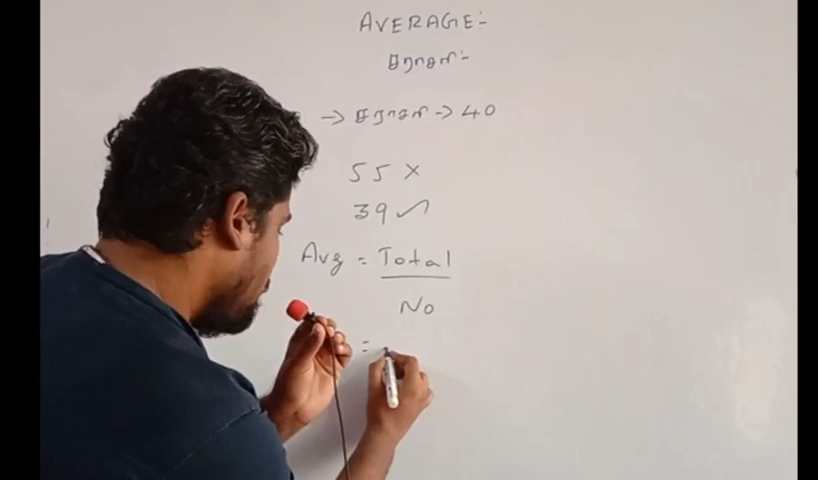 AVERAGE:-
சராசரி:-
→ சராசரி → 40
55 ×
39 ✓
Avg = Total
No
=